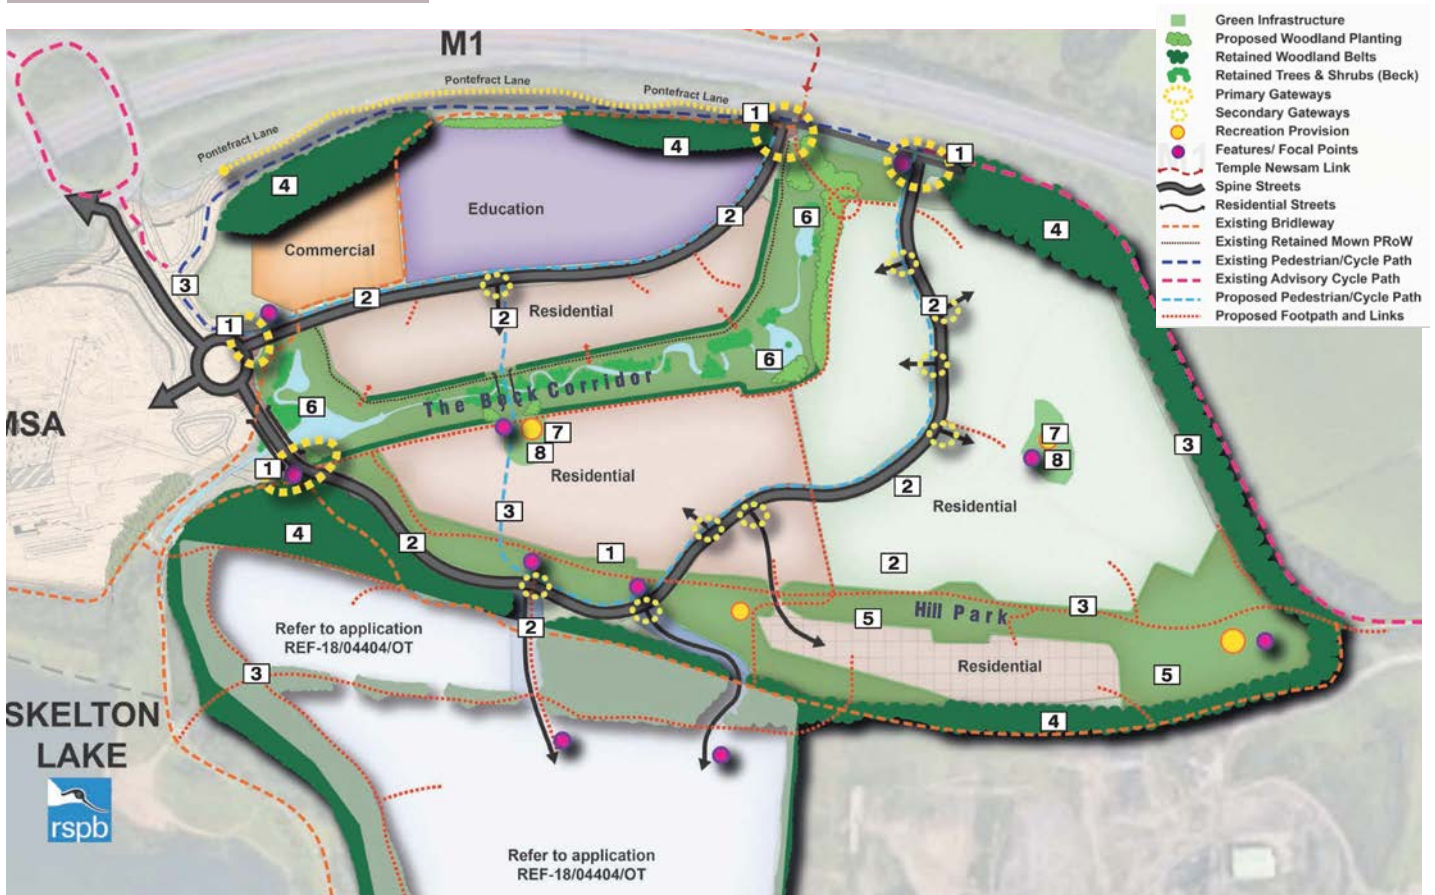 M1
Pontefract Lane
Pontefract Lane
Pontefract Lane
Green Infrastructure
Proposed Woodland Planting
Retained Woodland Belts
Retained Trees & Shrubs (Beck)
Primary Gateways
Secondary Gateways
Recreation Provision
Features/ Focal Points
Temple Newsam Link
Spine Streets
Residential Streets
Existing Bridleway
Existing Retained Mown PRoW
Existing Pedestrian/Cycle Path
Existing Advisory Cycle Path
Proposed Pedestrian/Cycle Path
Proposed Footpath and Links
1
4
1
4
Education
2
6
4
Commercial
3
2
2
Residential
2
1
6
The Beck Corridor
6
MSA
7
8
7
8
3
1
Residential
2
Residential
3
4
2
1
2
3
5
Hill Park
2
Refer to application
REF-18/04404/OT
Residential
3
5
4
SKELTON
LAKE
rspb
Refer to application
REF-18/04404/OT